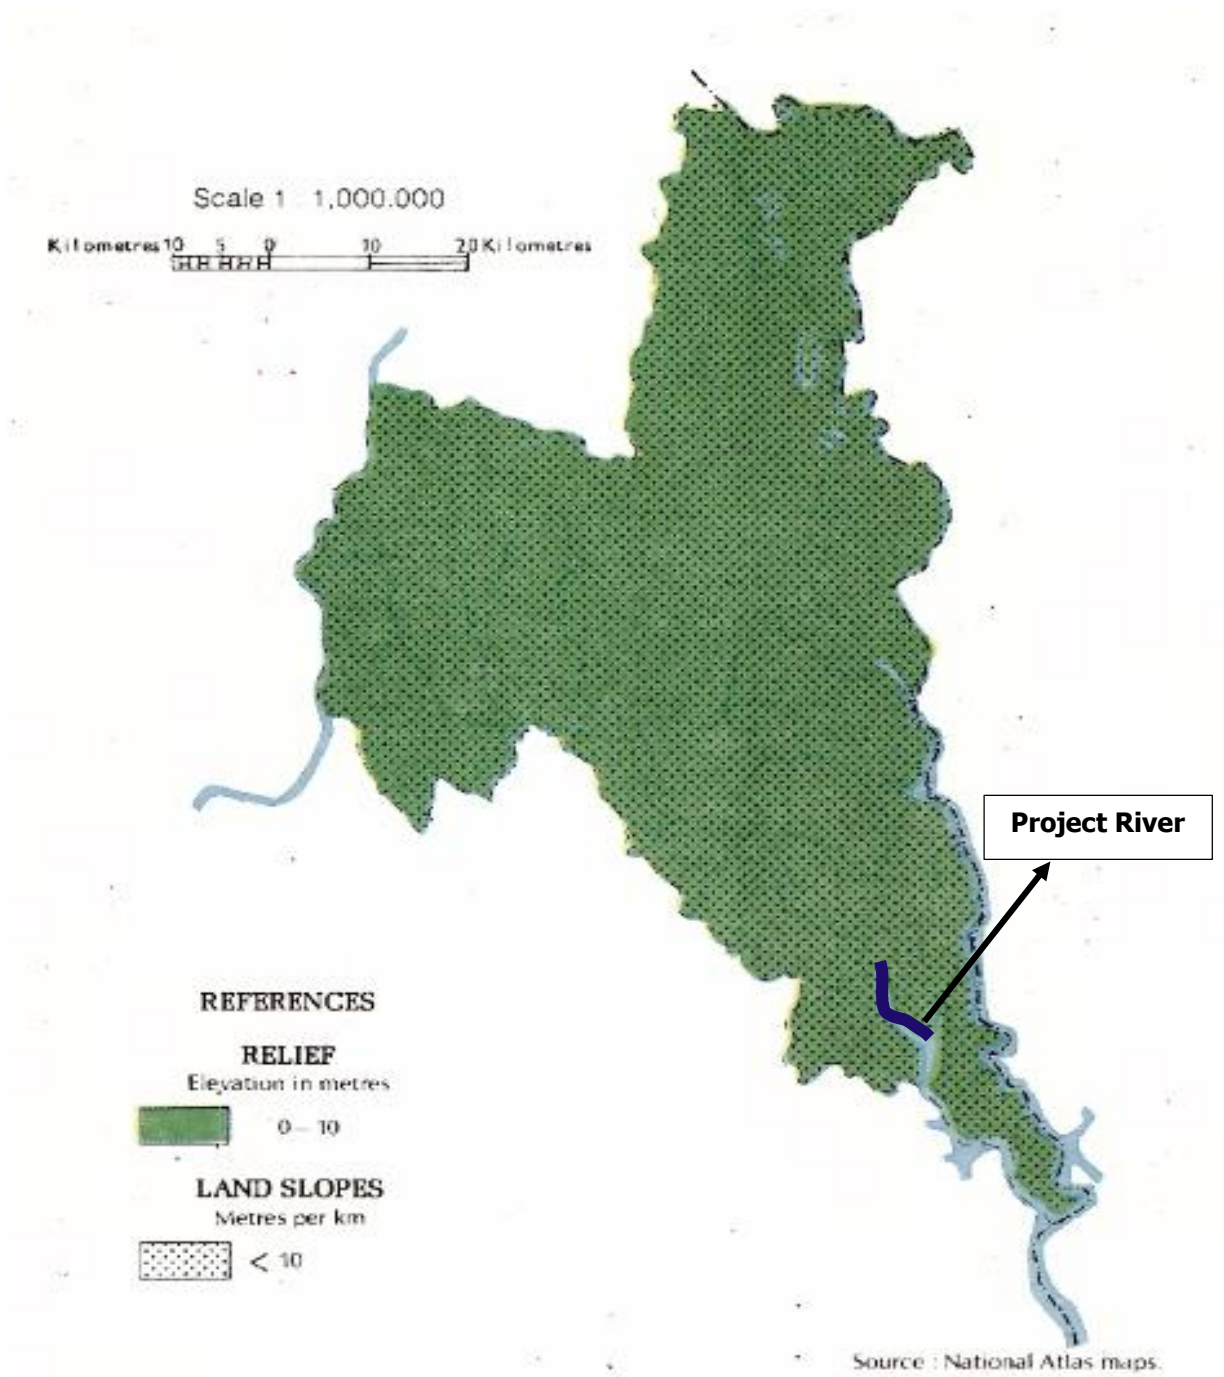 Scale 1 1,000.000
Kilometres 10 5 0 10 20 Kilometres
Project River
REFERENCES
RELIEF
Elevation in metres
0 – 10
LAND SLOPES
Metres per km
< 10
Source : National Atlas maps.